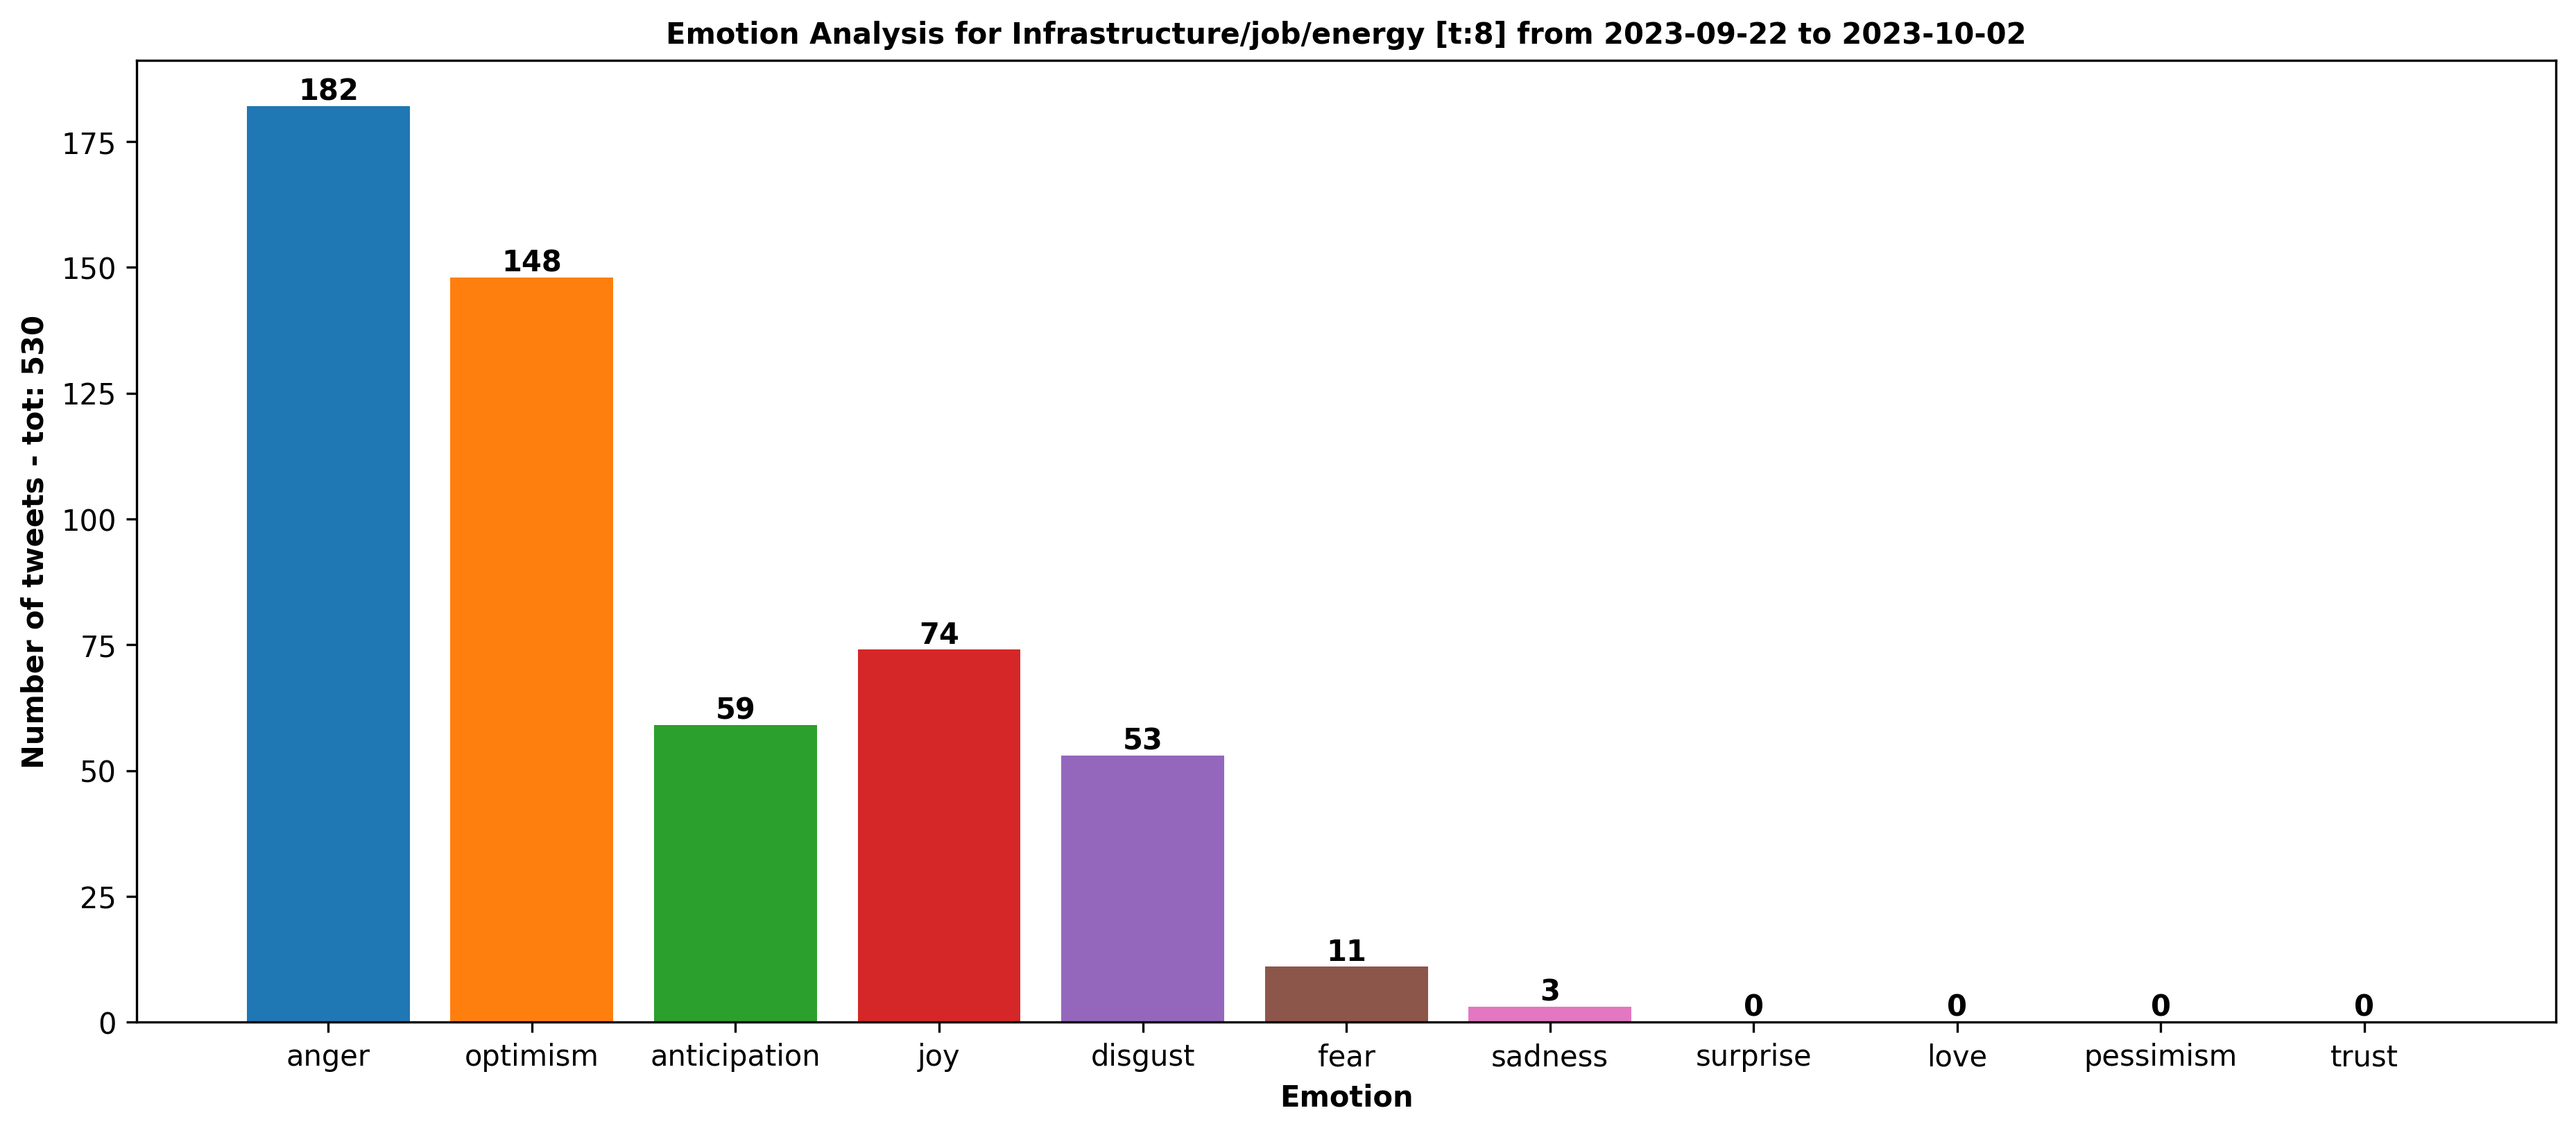 Emotion Analysis for Infrastructure/job/energy [t:8] from 2023-09-22 to 2023-10-02
Number of tweets - tot: 530
175
150
125
100
75
50
25
0
182
148
59
74
53
11
3
0
0
0
0
anger
optimism
anticipation
joy
disgust
fear
sadness
surprise
love
pessimism
trust
Emotion